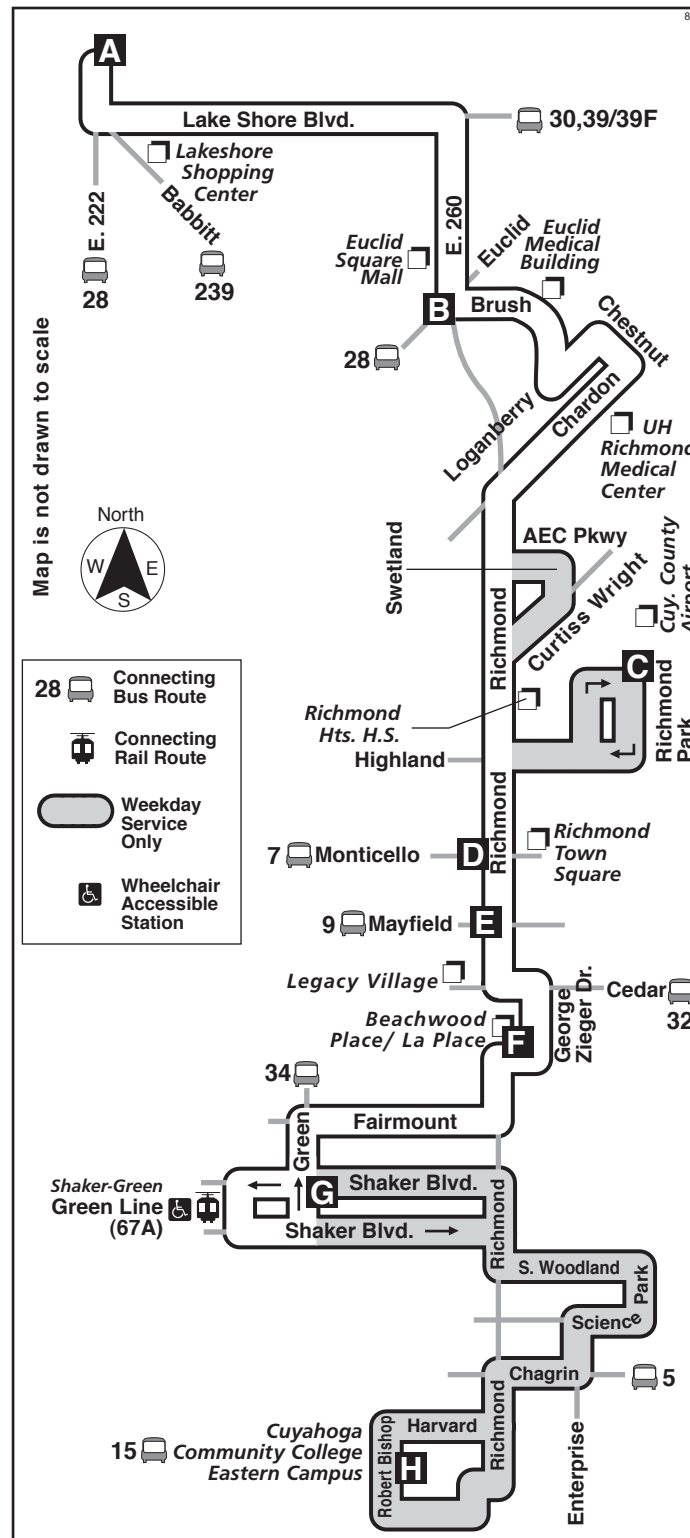 8
A
Lake Shore Blvd.
30,39/39F
Lakeshore
Shopping
Center
E. 222
Babbitt
28
239
E. 260
Euclid
Square
Mall
Euclid
Euclid
Medical
Building
B
Brush
28
Chestnut
Loganberry
Chardon
UH
Richmond
Medical
Center
Map is not drawn to scale
North
W
E
S
Swetland
AEC Pkwy
Curtiss Wright
Richmond
Cuy. County
Airport
C
Richmond
Park
Richmond
Hts. H.S.
Highland
28
Connecting
Bus Route
Connecting
Rail Route
Weekday
Service
Only
Wheelchair
Accessible
Station
Richmond
7
Monticello
D
Richmond
Town
Square
9
Mayfield
E
Legacy Village
George
Zieger Dr.
Cedar
32
Beachwood
Place/ La Place
F
34
Fairmount
Green
Shaker-Green
Green Line
(67A)
G
Shaker Blvd.
Shaker Blvd.
Richmond
S. Woodland
Park
Science
Chagrin
5
Richmond
Enterprise
15
Cuyahoga
Community College
Eastern Campus
Robert Bishop
Harvard
H